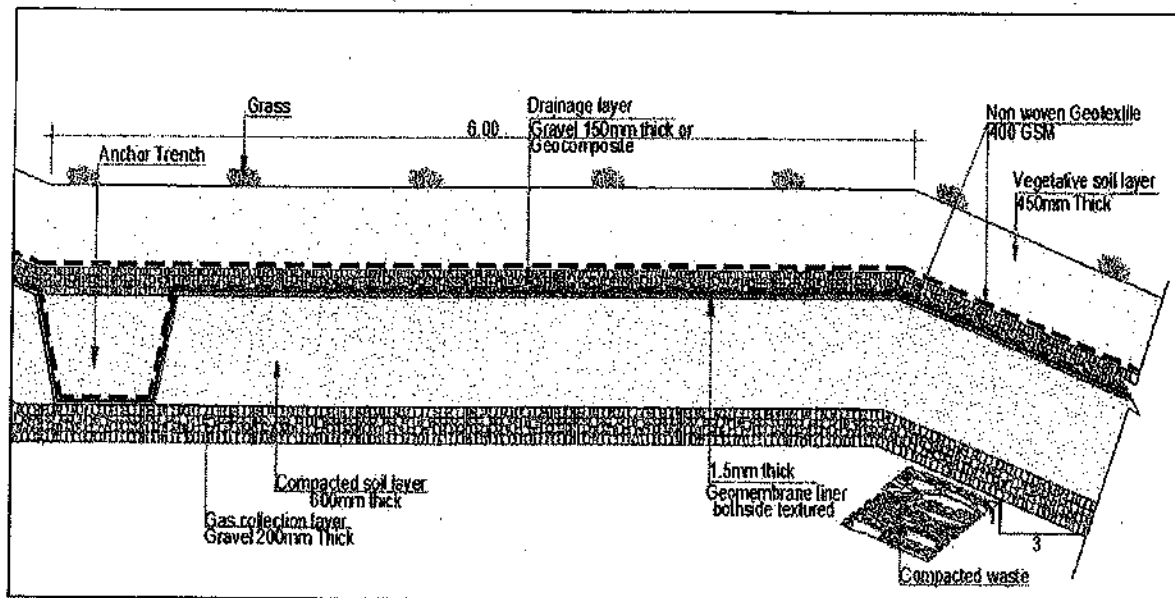 Grass
6.00
Drainage layer
Gravel 150mm thick or
Geocomposite
Non woven Geotextile
400 GSM
Anchor Trench
Vegetative soil layer
450mm Thick
Compacted soil layer
600mm thick
Gas collection layer
Gravel 200mm Thick
1.5mm thick
Geomembrane liner
bothside textured
3
Compacted waste